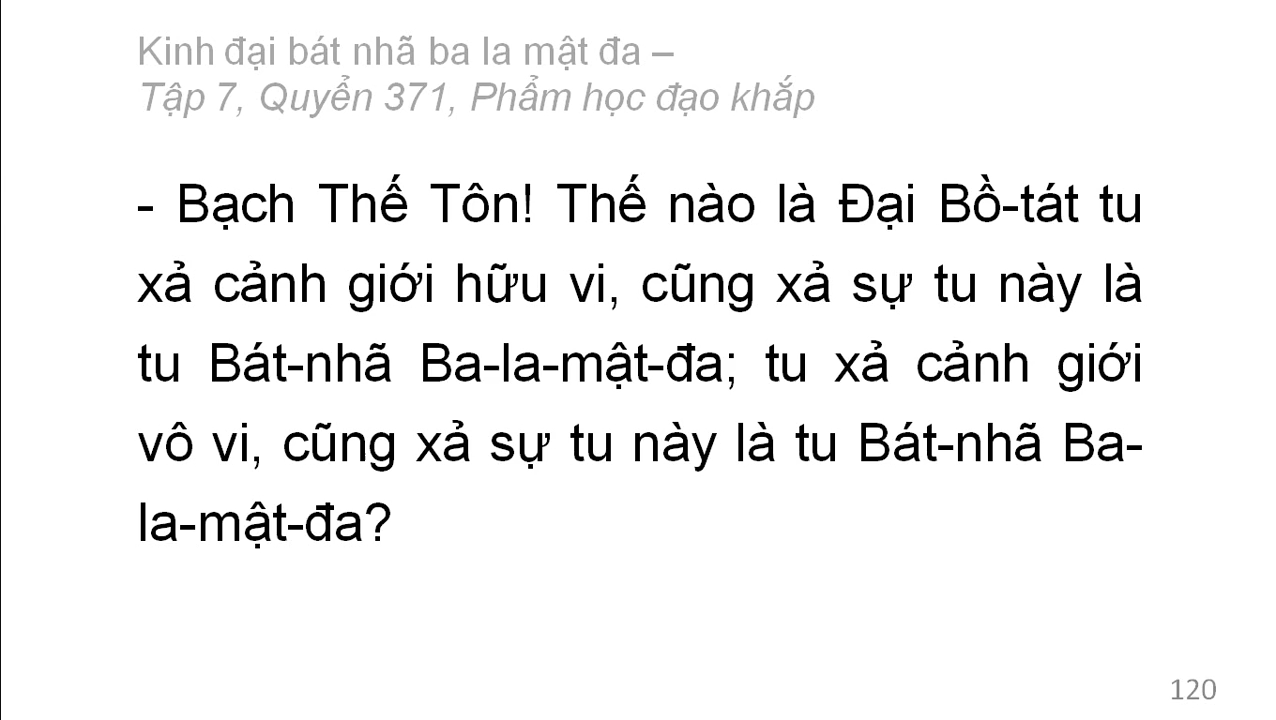 Kinh đại bát nhã ba la mật đa –
Tập 7, Quyển 371, Phẩm học đạo khắp
- Bạch Thế Tôn! Thế nào là Đại Bồ-tát tu
xả cảnh giới hữu vi, cũng xả sự tu này là
tu Bát-nhã Ba-la-mật-đa; tu xả cảnh giới
vô vi, cũng xả sự tu này là tu Bát-nhã Ba-
la-mật-đa?
120